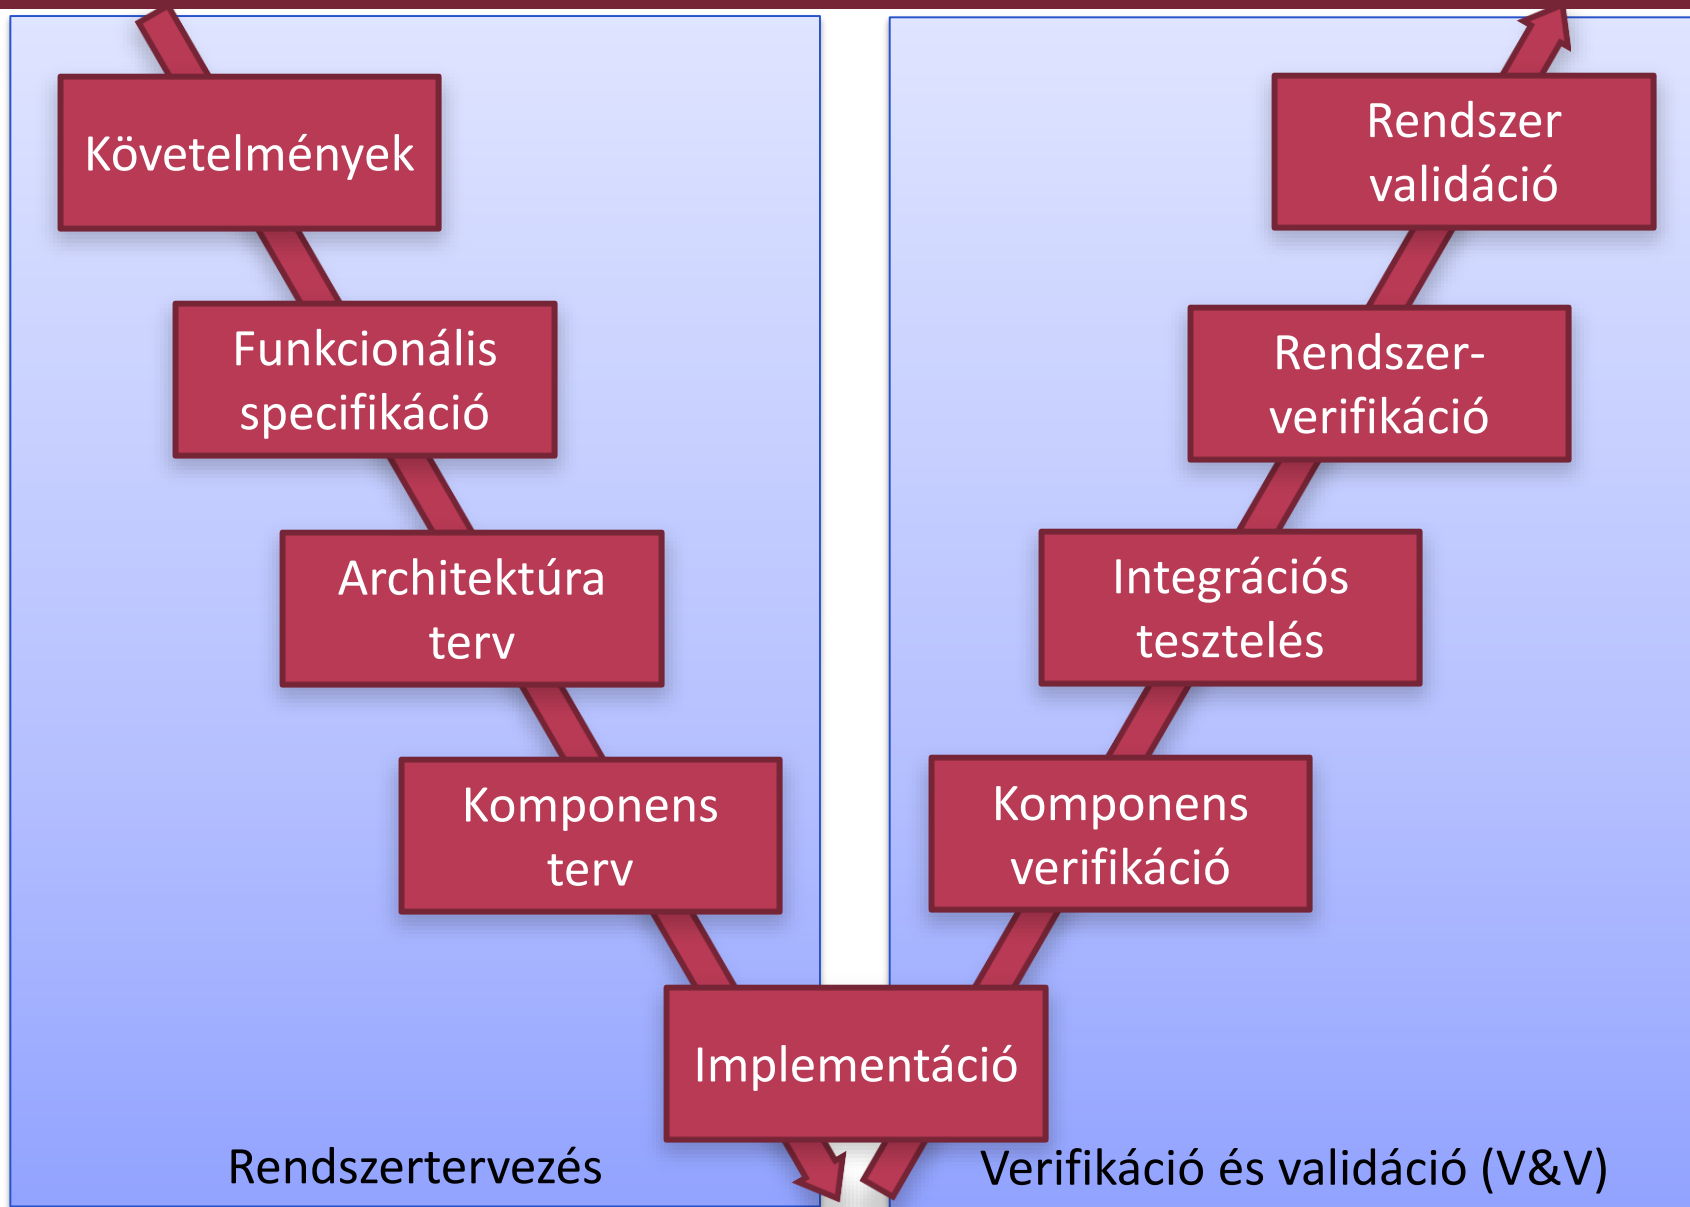 Követelmények
Funkcionális
specifikáció
Architektúra
terv
Komponens
terv
Implementáció
Komponens
verifikáció
Integrációs
tesztelés
Rendszer-
verifikáció
Rendszer
validáció
Rendszertervezés
Verifikáció és validáció (V&V)